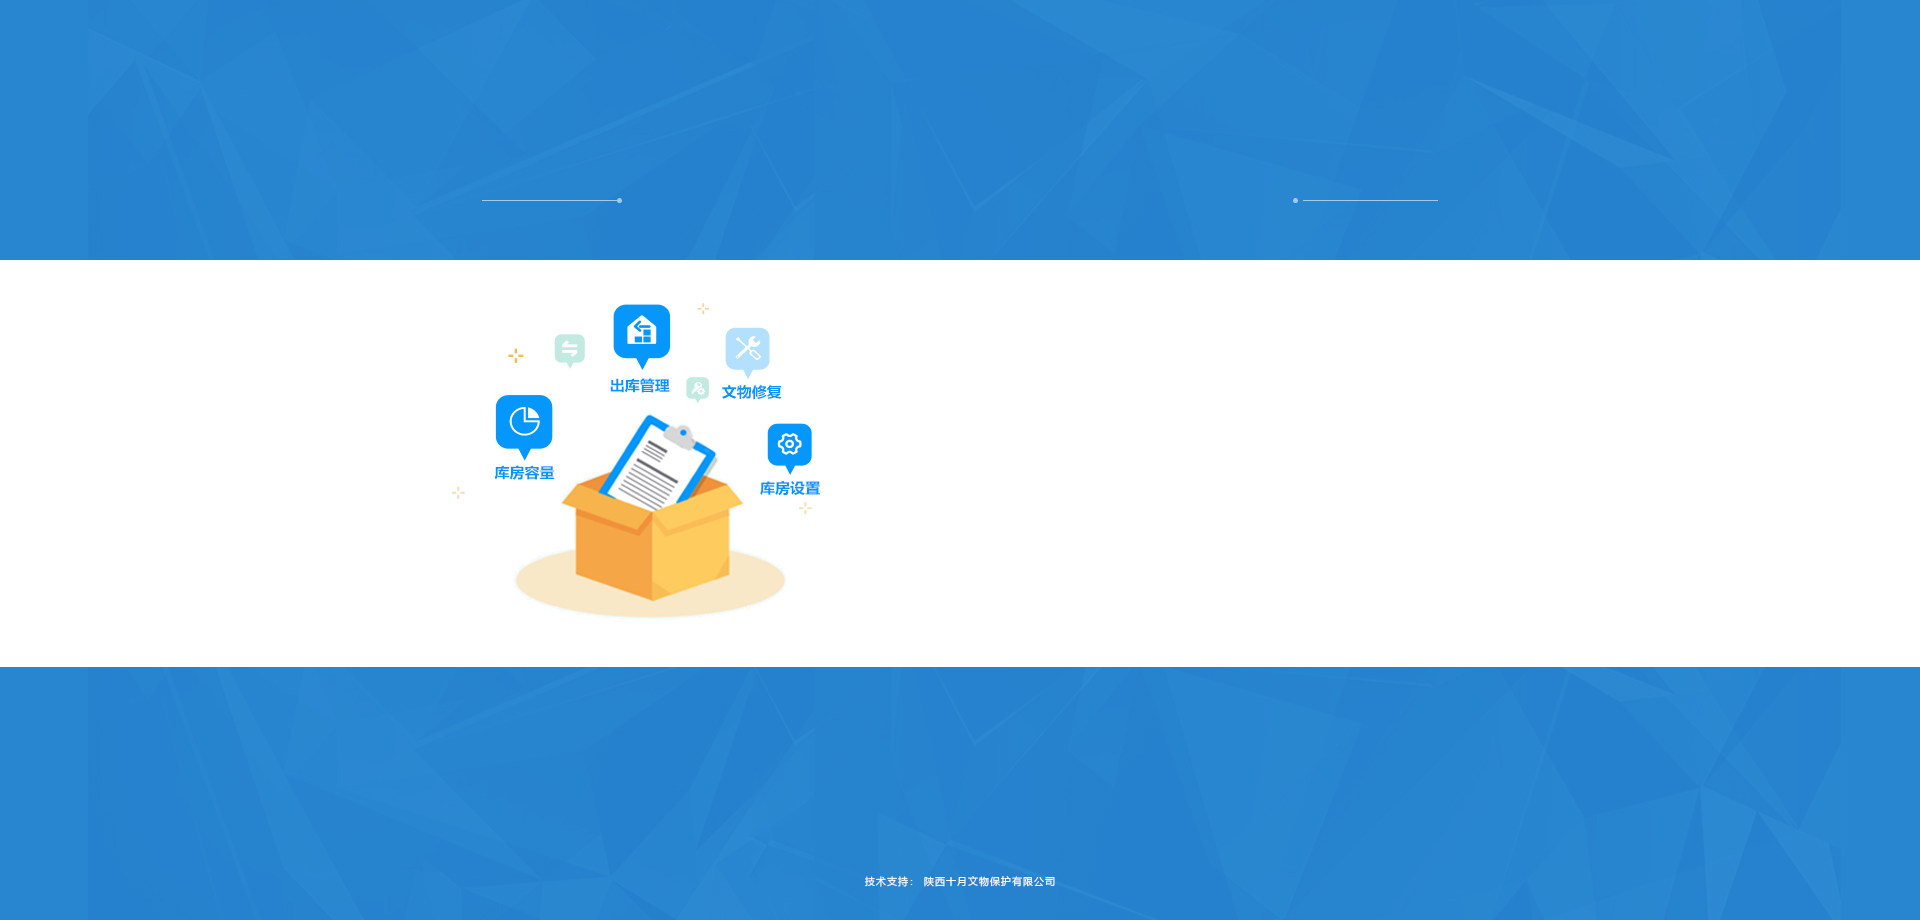 出库管理
文物修复
库房容量
库房设置
技术支持： 陕西十月文物保护有限公司